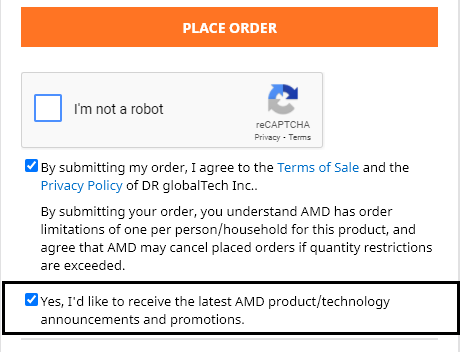 PLACE ORDER
I'm not a robot
reCAPTCHA
Privacy - Terms
By submitting my order, I agree to the Terms of Sale and the
Privacy Policy of DR globalTech Inc..
By submitting your order, you understand AMD has order
limitations of one per person/household for this product, and
agree that AMD may cancel placed orders if quantity restrictions
are exceeded.
Yes, I'd like to receive the latest AMD product/technology
announcements and promotions.